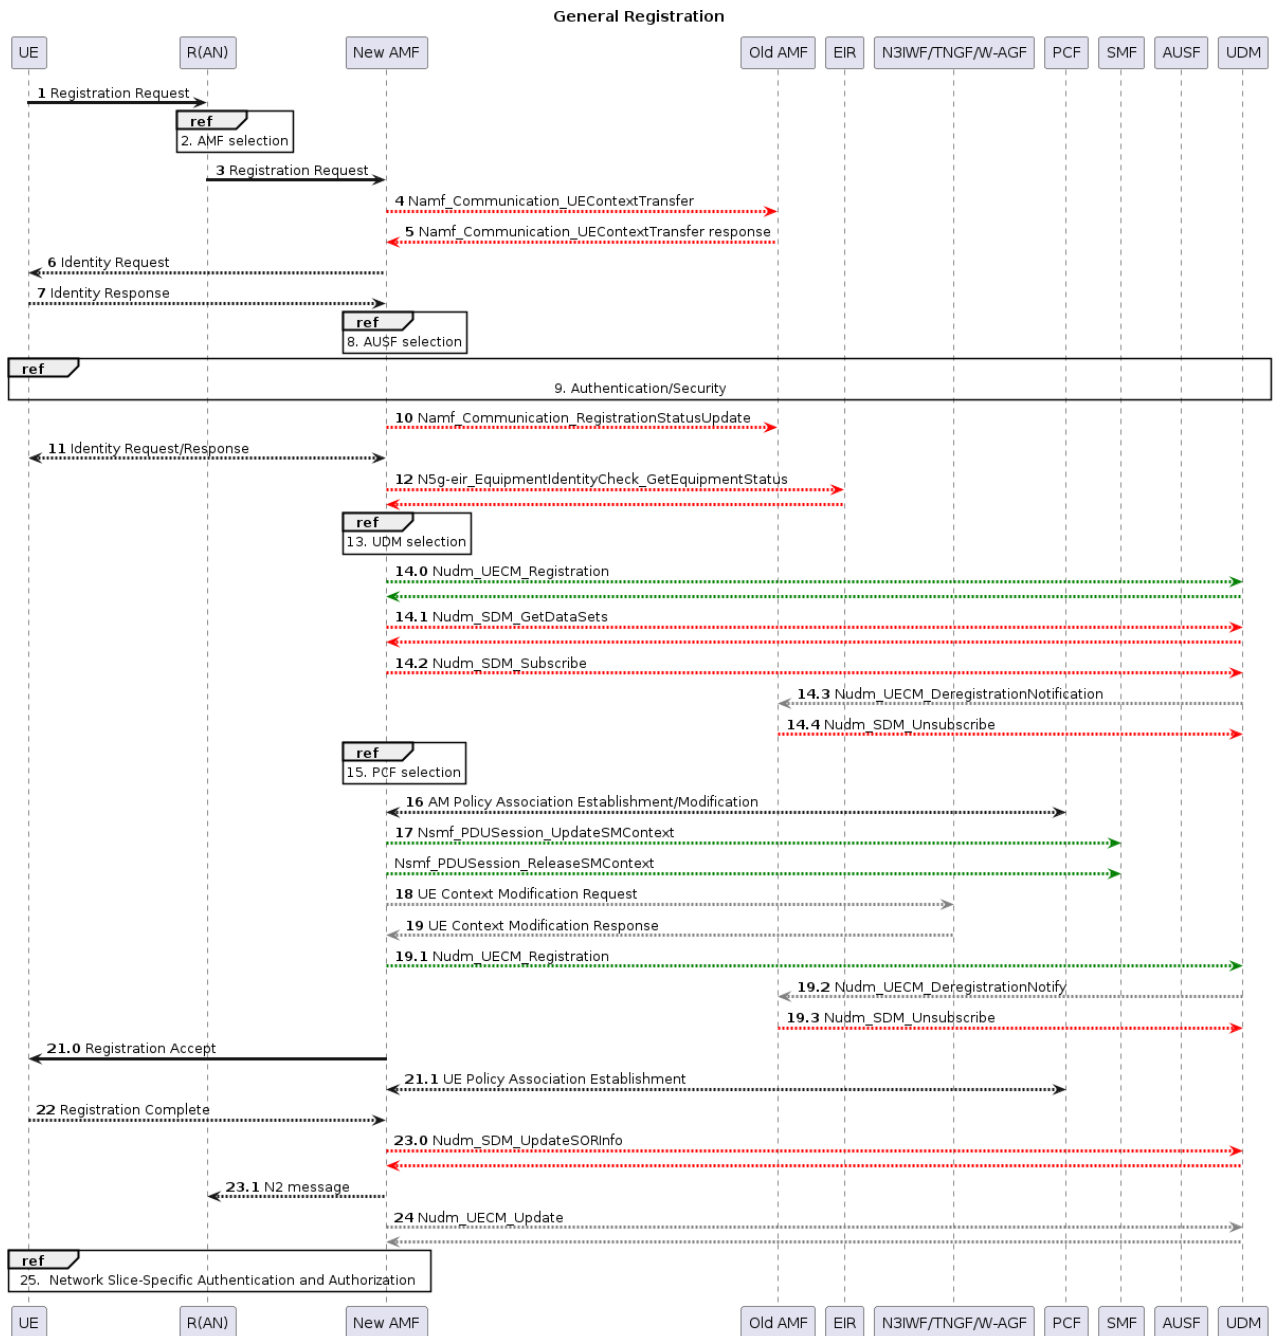 General Registration
UE R(AN) New AMF Old AMF EIR N3IWF/TNGF/W-AGF PCF SMF AUSF UDM
1 Registration Request
ref
2. AMF selection
3 Registration Request
4 Namf_Communication_UEContextTransfer
5 Namf_Communication_UEContextTransfer response
6 Identity Request
7 Identity Response
ref
8. AUSF selection
ref
9. Authentication/Security
10 Namf_Communication_RegistrationStatusUpdate
11 Identity Request/Response
12 N5g-eir_EquipmentIdentityCheck_GetEquipmentStatus
ref
13. UDM selection
14.0 Nudm_UECM_Registration
14.1 Nudm_SDM_GetDataSets
14.2 Nudm_SDM_Subscribe
14.3 Nudm_UECM_DeregistrationNotification
14.4 Nudm_SDM_Unsubscribe
ref
15. PCF selection
16 AM Policy Association Establishment/Modification
17 Nsmf_PDUSession_UpdateSMContext
Nsmf_PDUSession_ReleaseSMContext
18 UE Context Modification Request
19 UE Context Modification Response
19.1 Nudm_UECM_Registration
19.2 Nudm_UECM_DeregistrationNotify
19.3 Nudm_SDM_Unsubscribe
21.0 Registration Accept
21.1 UE Policy Association Establishment
22 Registration Complete
23.0 Nudm_SDM_UpdateSORInfo
23.1 N2 message
24 Nudm_UECM_Update
ref
25. Network Slice-Specific Authentication and Authorization
UE R(AN) New AMF Old AMF EIR N3IWF/TNGF/W-AGF PCF SMF AUSF UDM